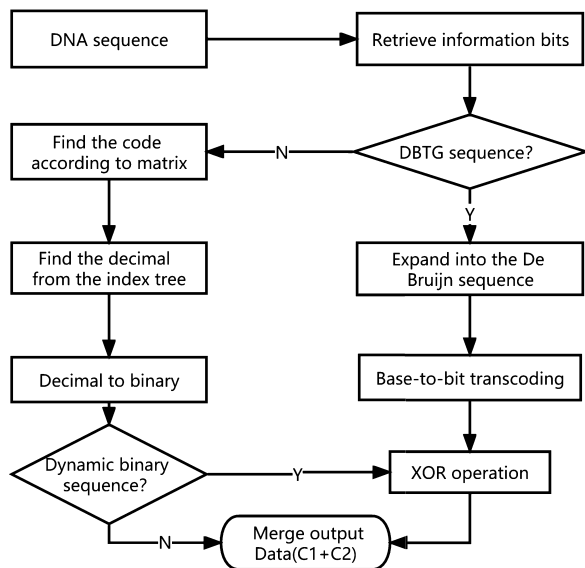 DNA sequence
Retrieve information bits
Find the code
according to matrix
N
DBTG sequence?
Y
Find the decimal
from the index tree
Expand into the De
Bruijn sequence
Decimal to binary
Base-to-bit transcoding
Dynamic binary
sequence?
Y
XOR operation
N
Merge output
Data(C1+C2)